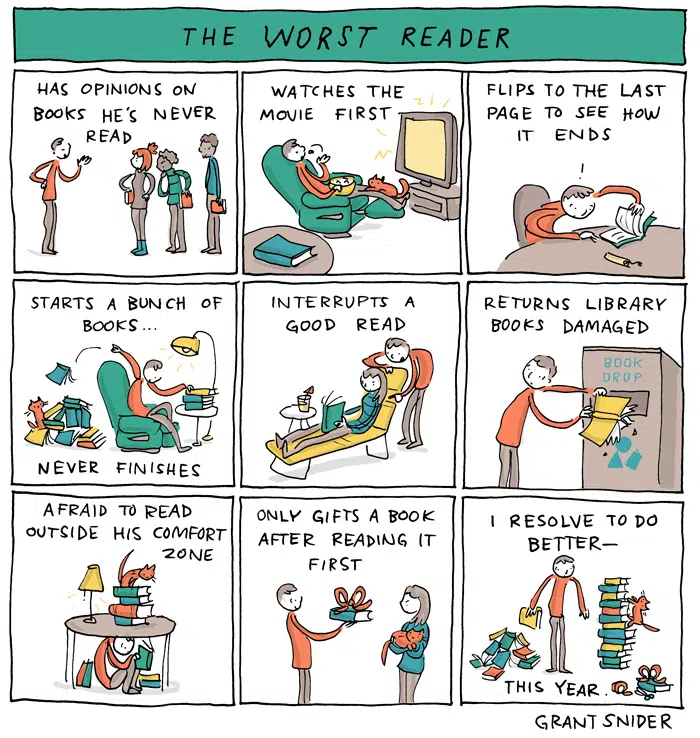 THE WORST READER
HAS OPINIONS ON
BOOKS HE'S NEVER
READ
WATCHES THE
MOVIE FIRST
FLIPS TO THE LAST
PAGE TO SEE HOW
IT ENDS
!
STARTS A BUNCH OF
BOOKS...
NEVER FINISHES
INTERRUPTS A
GOOD READ
RETURNS LIBRARY
BOOKS DAMAGED
BOOK
DROP
AFRAID TO READ
OUTSIDE HIS COMFORT
ZONE
ONLY GIFTS A BOOK
AFTER READING IT
FIRST
I RESOLVE TO DO
BETTER—
THIS YEAR.
GRANT SNIDER